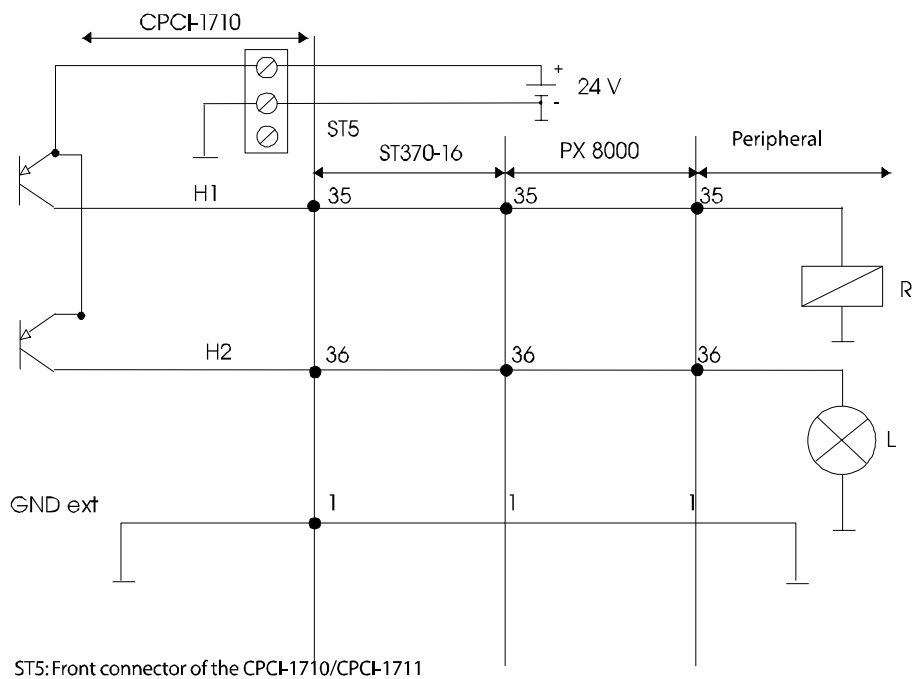 CPCI-1710
+
24 V
-
ST5
ST370-16
PX 8000
Peripheral
H1
35
35
35
R
H2
36
36
36
L
GND ext
1
1
1
ST5: Front connector of the CPCI-1710/CPCI-1711